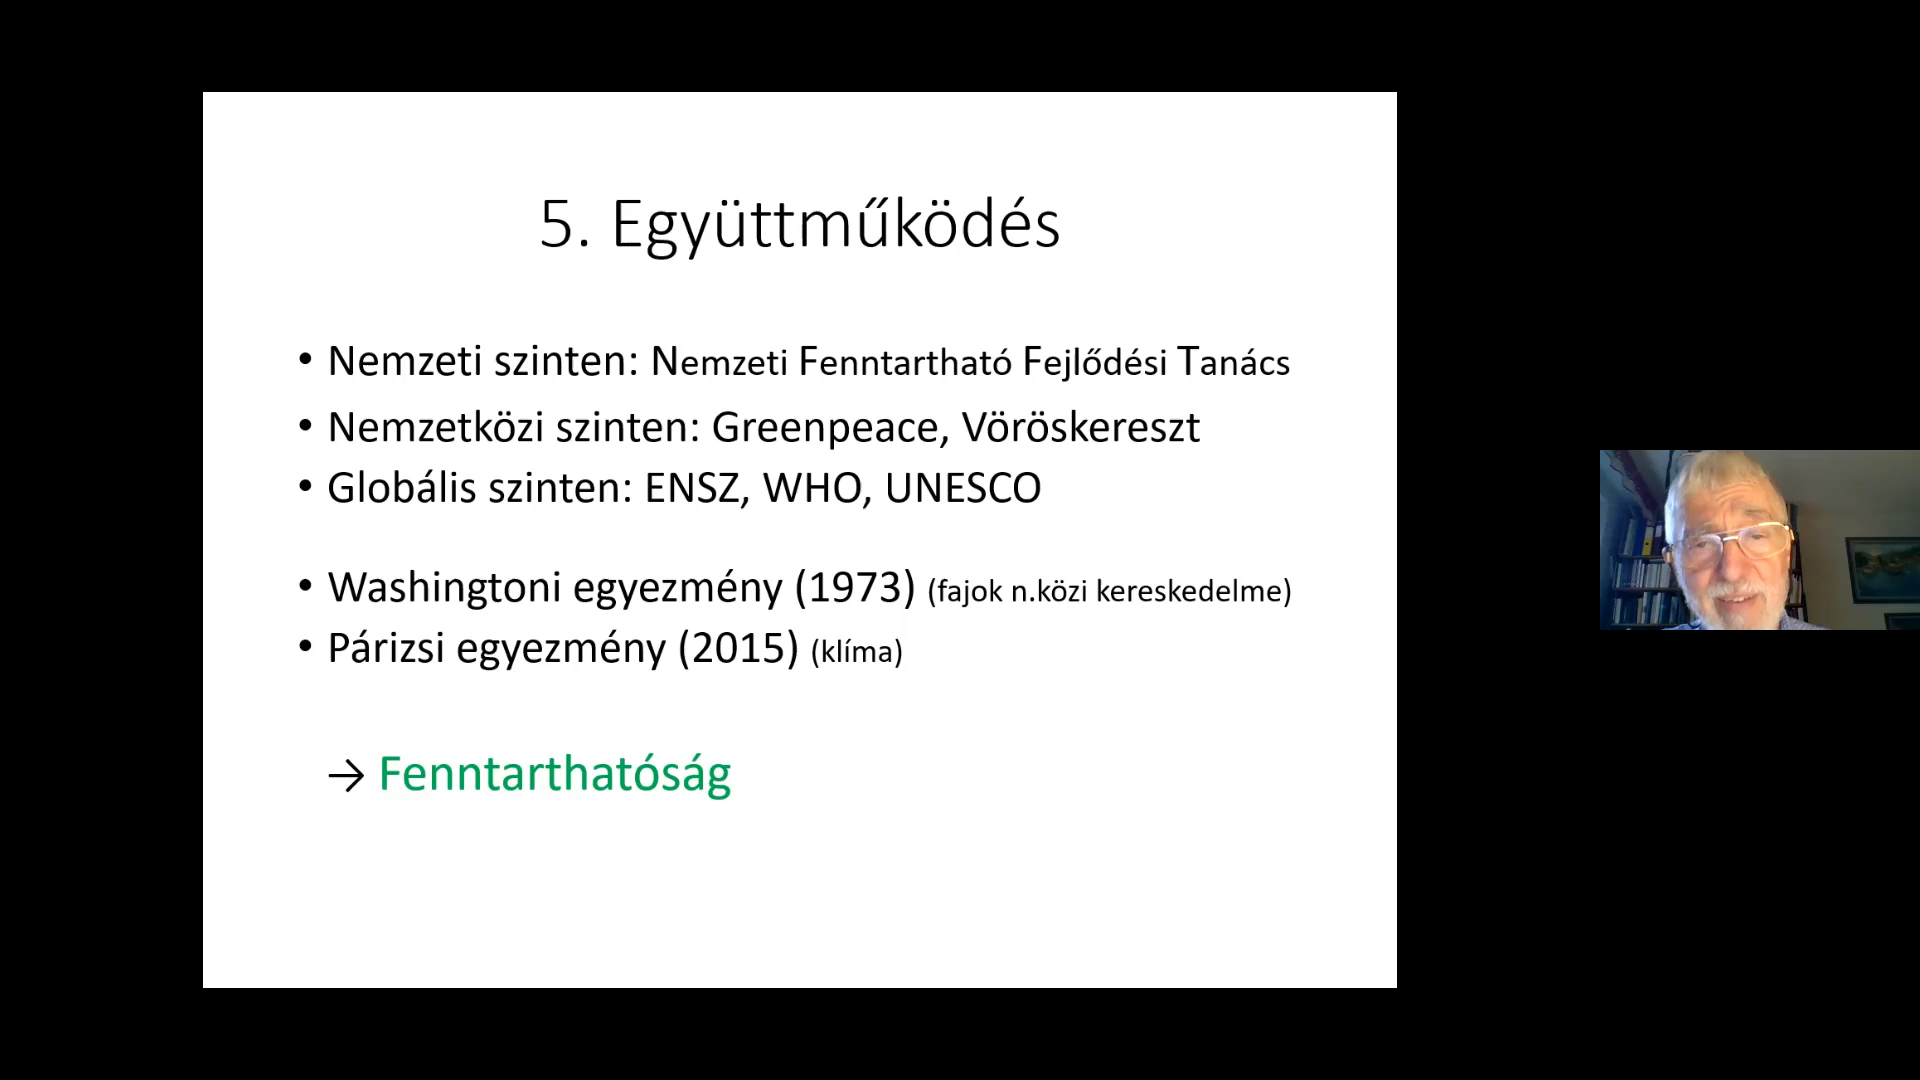 5. Együttműködés
• Nemzeti szinten: Nemzeti Fenntartható Fejlődési Tanács
• Nemzetközi szinten: Greenpeace, Vöröskereszt
• Globális szinten: ENSZ, WHO, UNESCO
• Washingtoni egyezmény (1973) (fajok n.közi kereskedelme)
• Párizsi egyezmény (2015) (klíma)
→ Fenntarthatóság